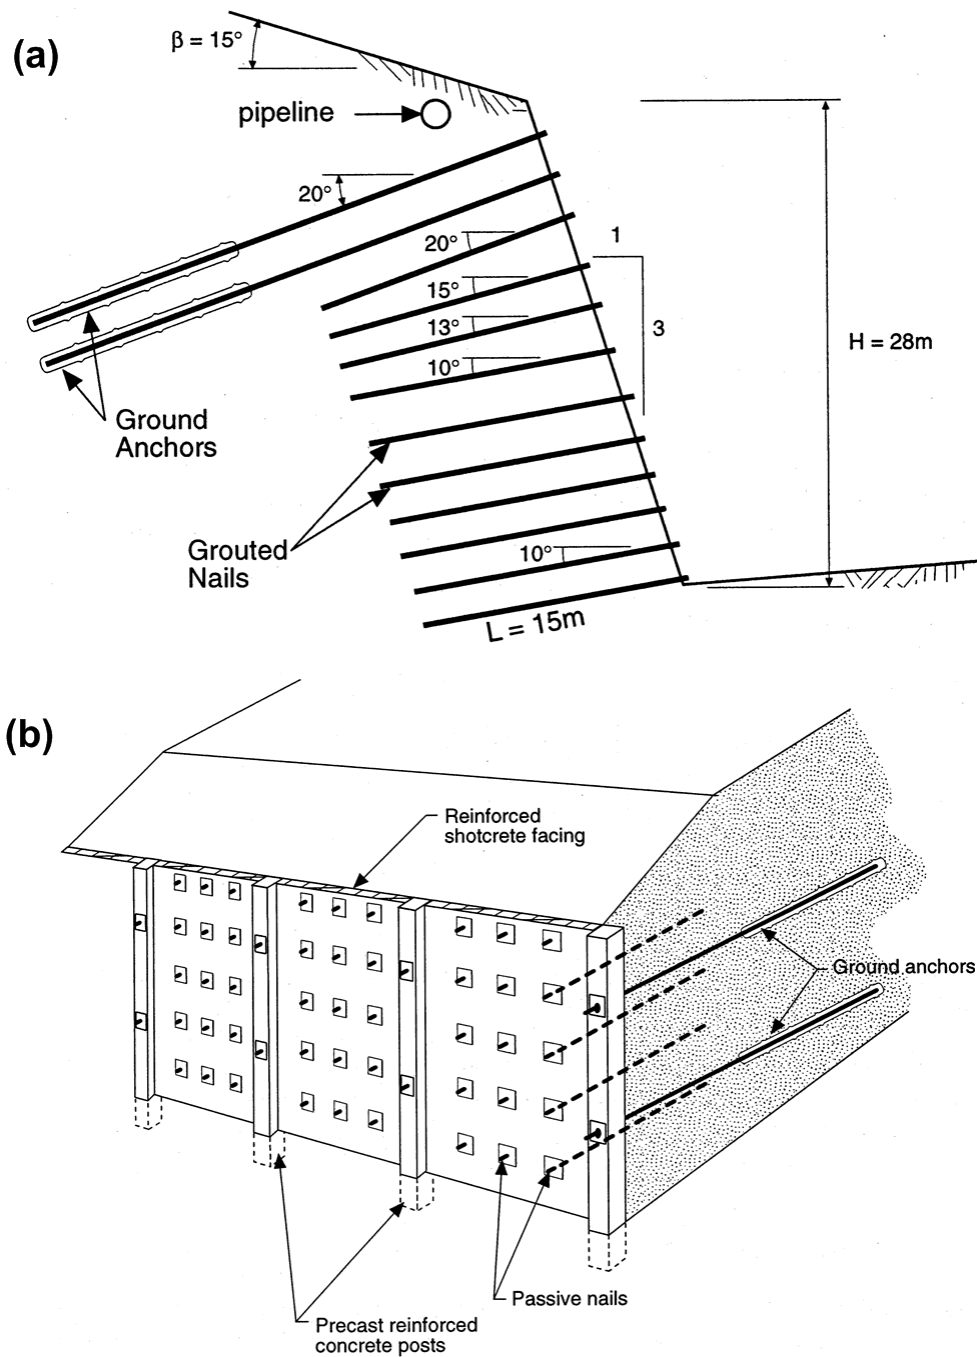 (a)
β = 15°
pipeline
20°
20°
1
15°
13°
3
10°
H = 28m
Ground
Anchors
Grouted
Nails
10°
L = 15m
(b)
Reinforced
shotcrete facing
Ground anchors
Passive nails
Precast reinforced
concrete posts